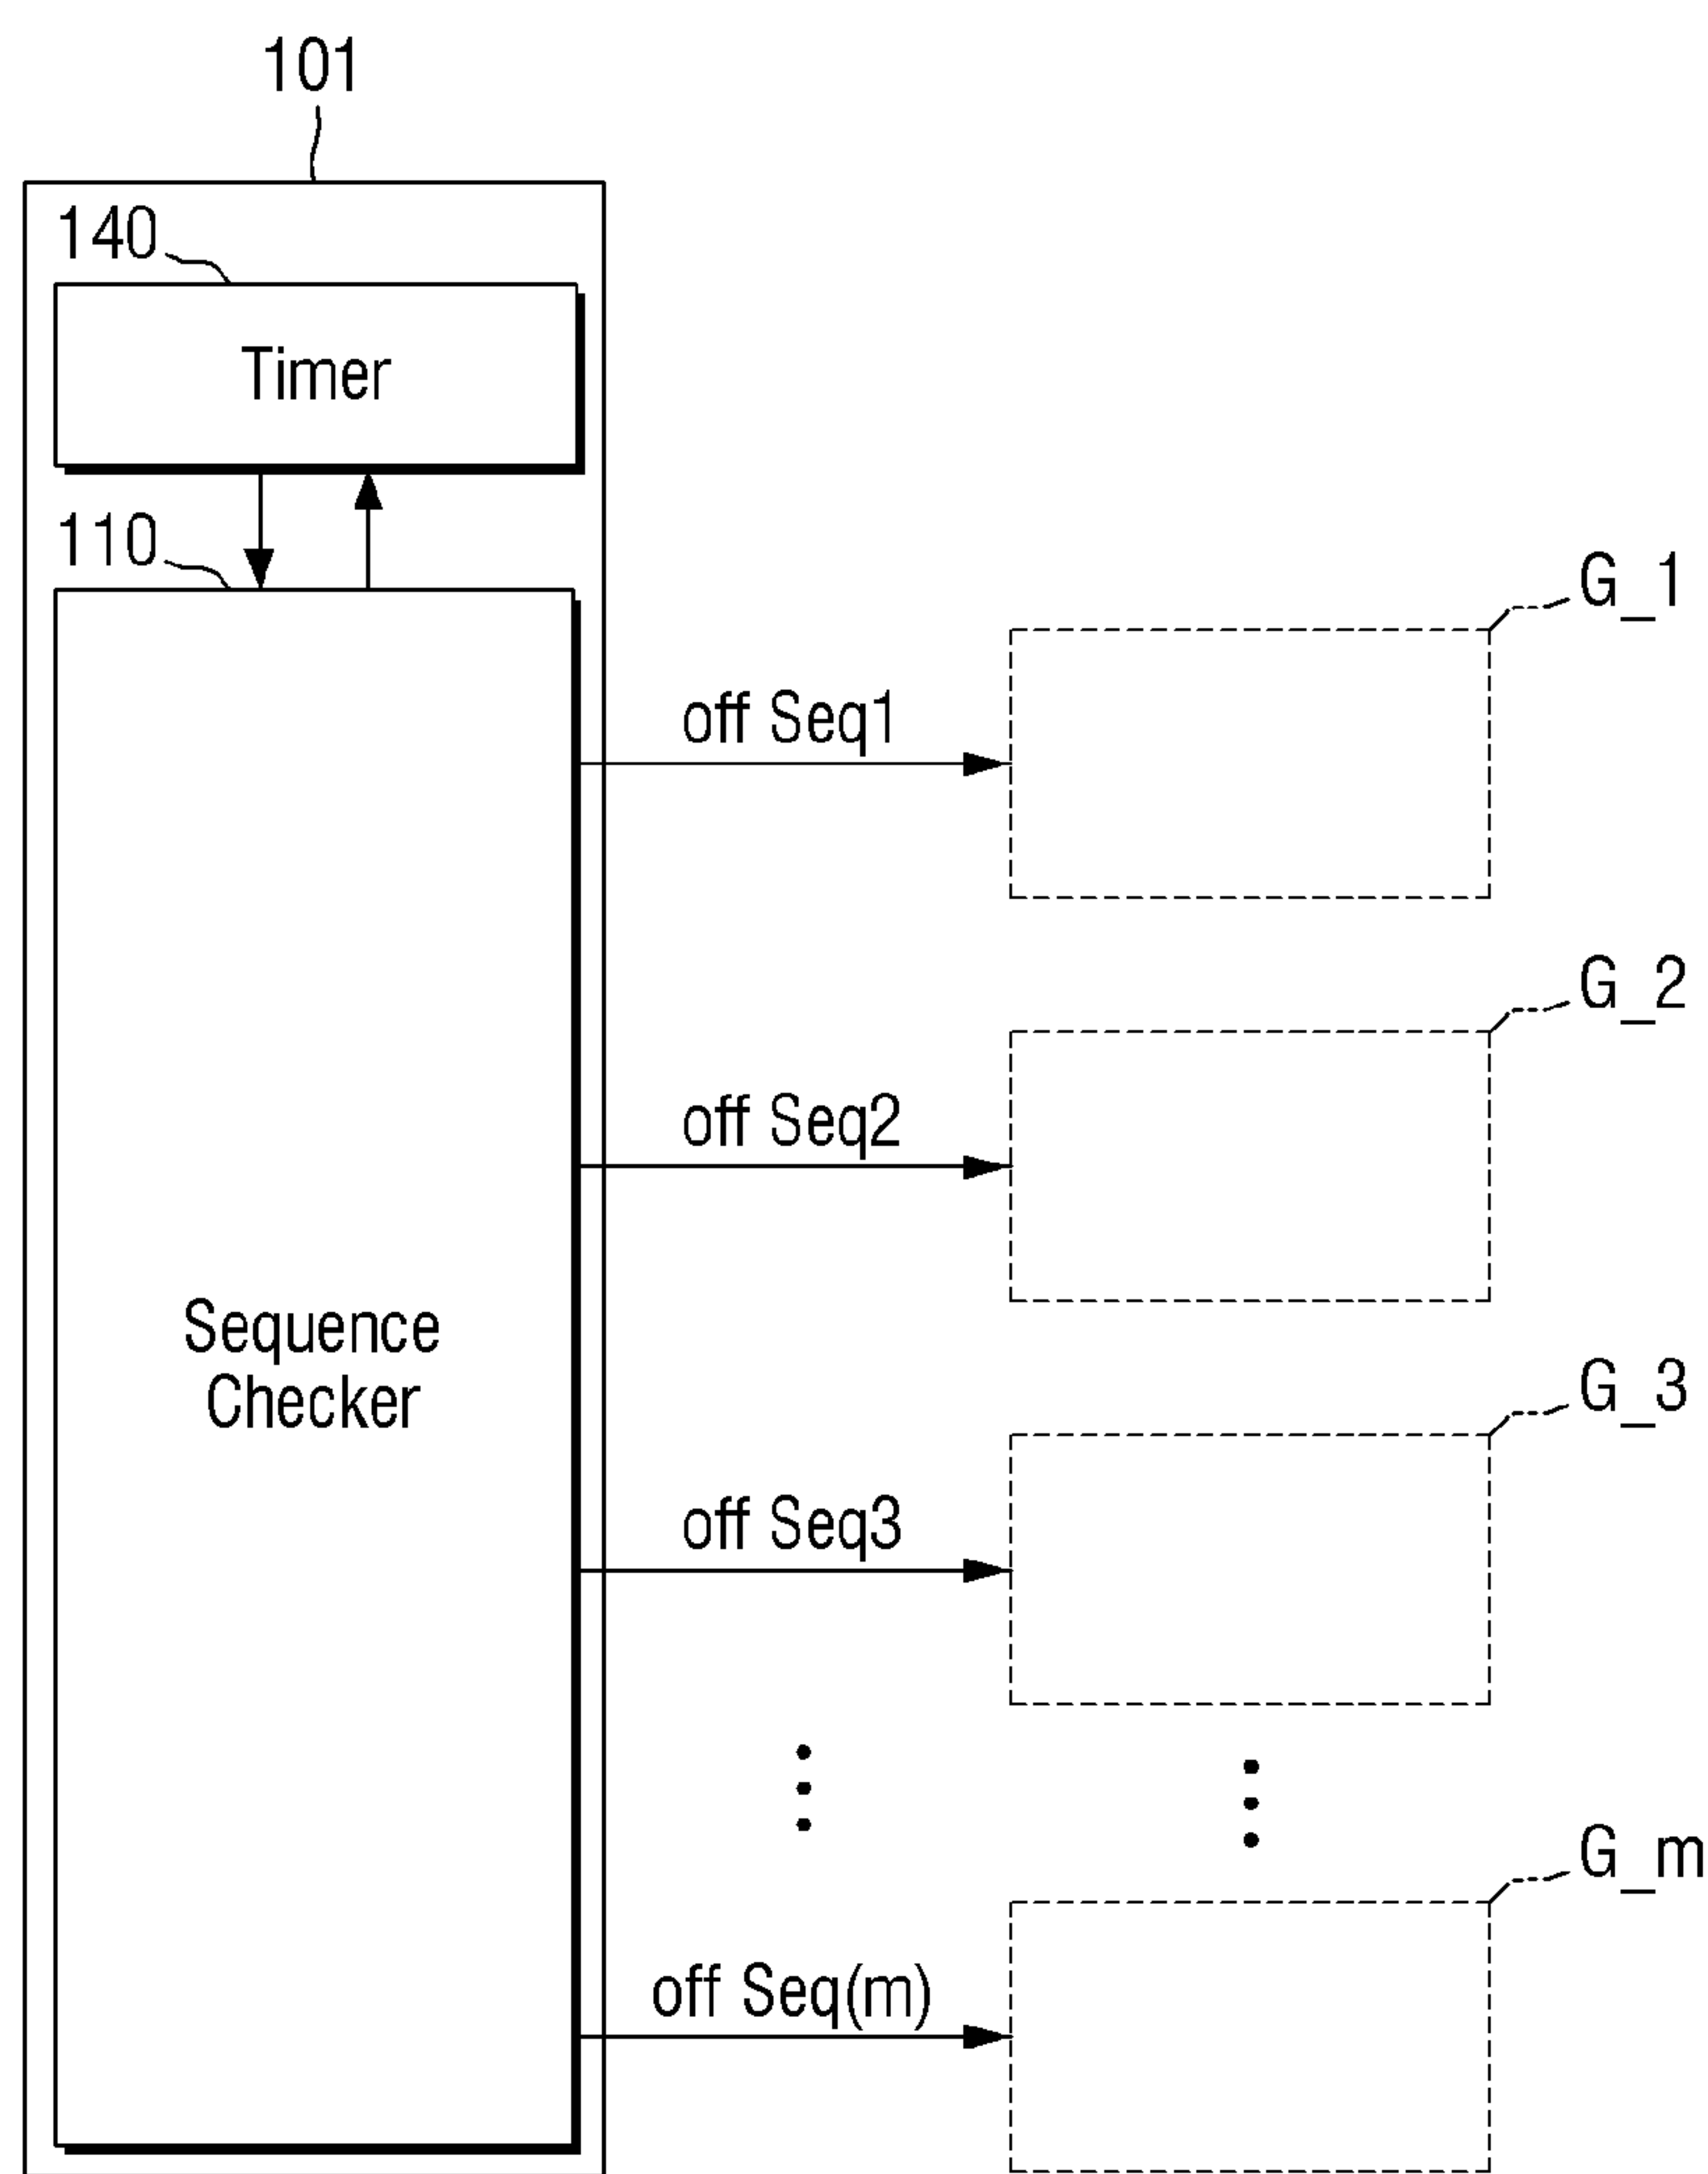 101
140
Timer
110
G_1
off Seq1
G_2
off Seq2
Sequence
Checker
G_3
off Seq3
G_m
off Seq(m)